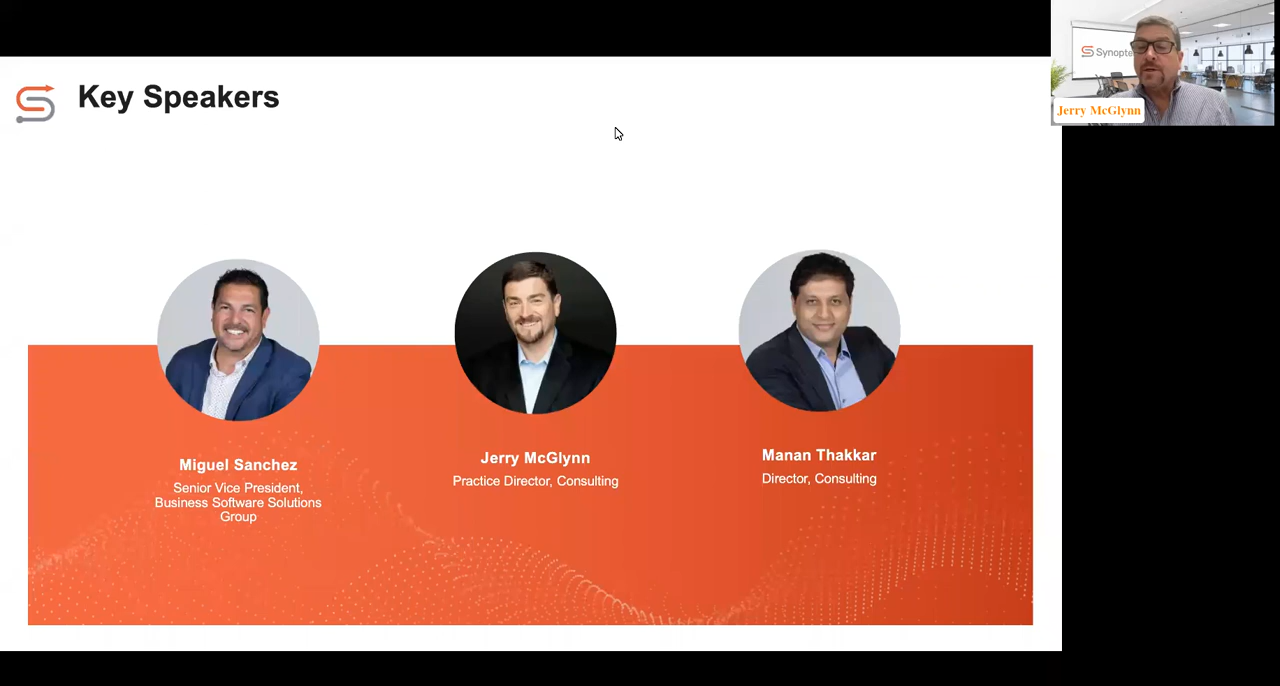 Key Speakers
Synopte
Jerry McGlynn
Miguel Sanchez
Senior Vice President,
Business Software Solutions
Group
Jerry McGlynn
Practice Director, Consulting
Manan Thakkar
Director, Consulting